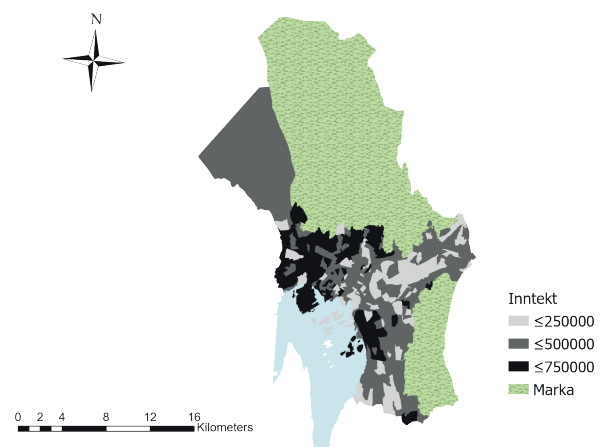 N
Inntekt
≤250000
≤500000
≤750000
Marka
0 2 4 8 12 16
Kilometers